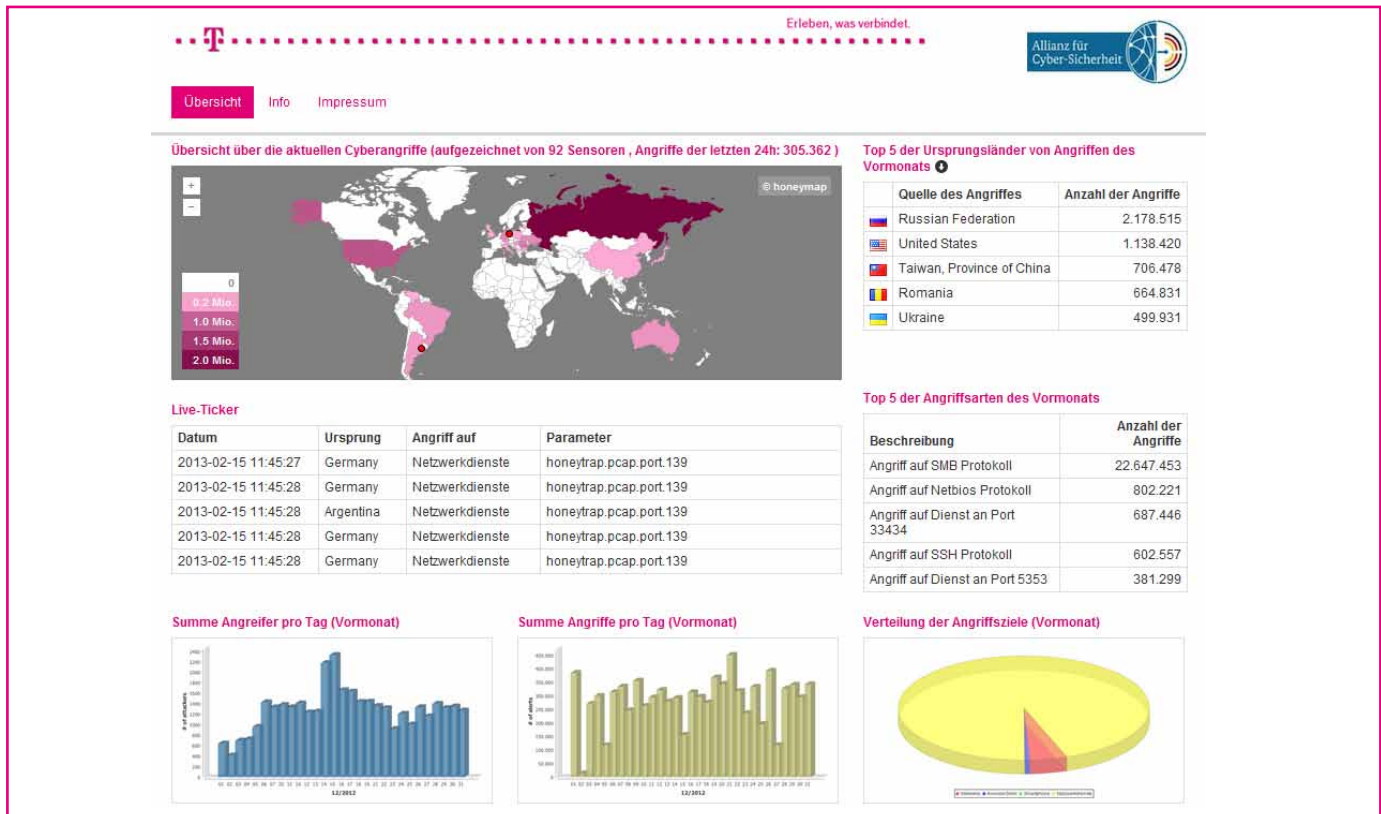 Erleben, was verbindet.
T
Allianz für
Cyber-Sicherheit
Übersicht Info Impressum
Übersicht über die aktuellen Cyberangriffe (aufgezeichnet von 92 Sensoren , Angriffe der letzten 24h: 305.362 )
+
−
© honeymap
0
0.2 Mio.
1.0 Mio.
1.5 Mio.
2.0 Mio.
Top 5 der Ursprungsländer von Angriffen des
Vormonats
Quelle des Angriffes Anzahl der Angriffe
Russian Federation 2.178.515
United States 1.138.420
Taiwan, Province of China 706.478
Romania 664.831
Ukraine 499.931
Live-Ticker
Datum Ursprung Angriff auf Parameter
2013-02-15 11:45:27 Germany Netzwerkdienste honeytrap.pcap.port.139
2013-02-15 11:45:28 Germany Netzwerkdienste honeytrap.pcap.port.139
2013-02-15 11:45:28 Argentina Netzwerkdienste honeytrap.pcap.port.139
2013-02-15 11:45:28 Germany Netzwerkdienste honeytrap.pcap.port.139
2013-02-15 11:45:28 Germany Netzwerkdienste honeytrap.pcap.port.139
Top 5 der Angriffsarten des Vormonats
Beschreibung Anzahl der
Angriffe
Angriff auf SMB Protokoll 22.647.453
Angriff auf Netbios Protokoll 802.221
Angriff auf Dienst an Port
33434 687.446
Angriff auf SSH Protokoll 602.557
Angriff auf Dienst an Port 5353 381.299
Summe Angreifer pro Tag (Vormonat)
# of attackers
12/2012
Summe Angriffe pro Tag (Vormonat)
# of alerts
12/2012
Verteilung der Angriffsziele (Vormonat)